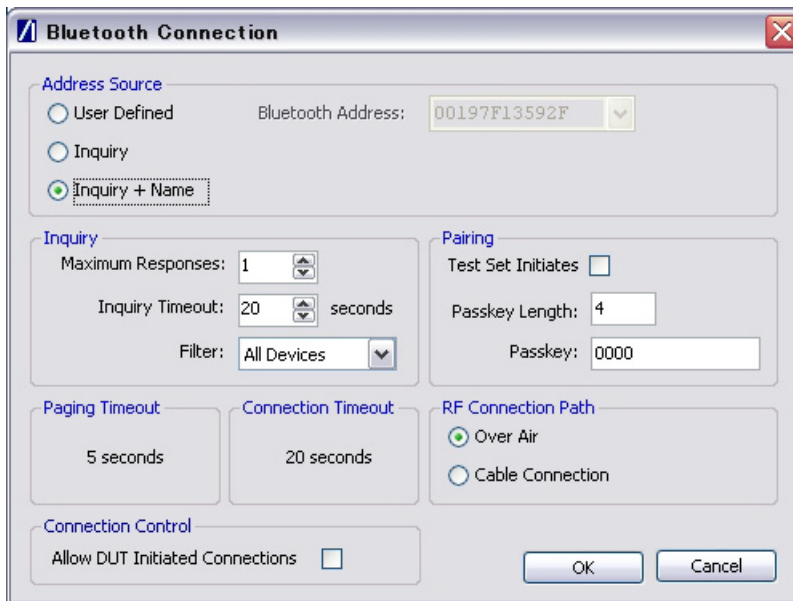 Bluetooth Connection
Address Source
User Defined Bluetooth Address: 00197F13592F
Inquiry
Inquiry + Name
Inquiry
Maximum Responses: 1
Inquiry Timeout: 20 seconds
Filter: All Devices
Pairing
Test Set Initiates
Passkey Length: 4
Passkey: 0000
Paging Timeout
5 seconds
Connection Timeout
20 seconds
RF Connection Path
Over Air
Cable Connection
Connection Control
Allow DUT Initiated Connections
OK Cancel